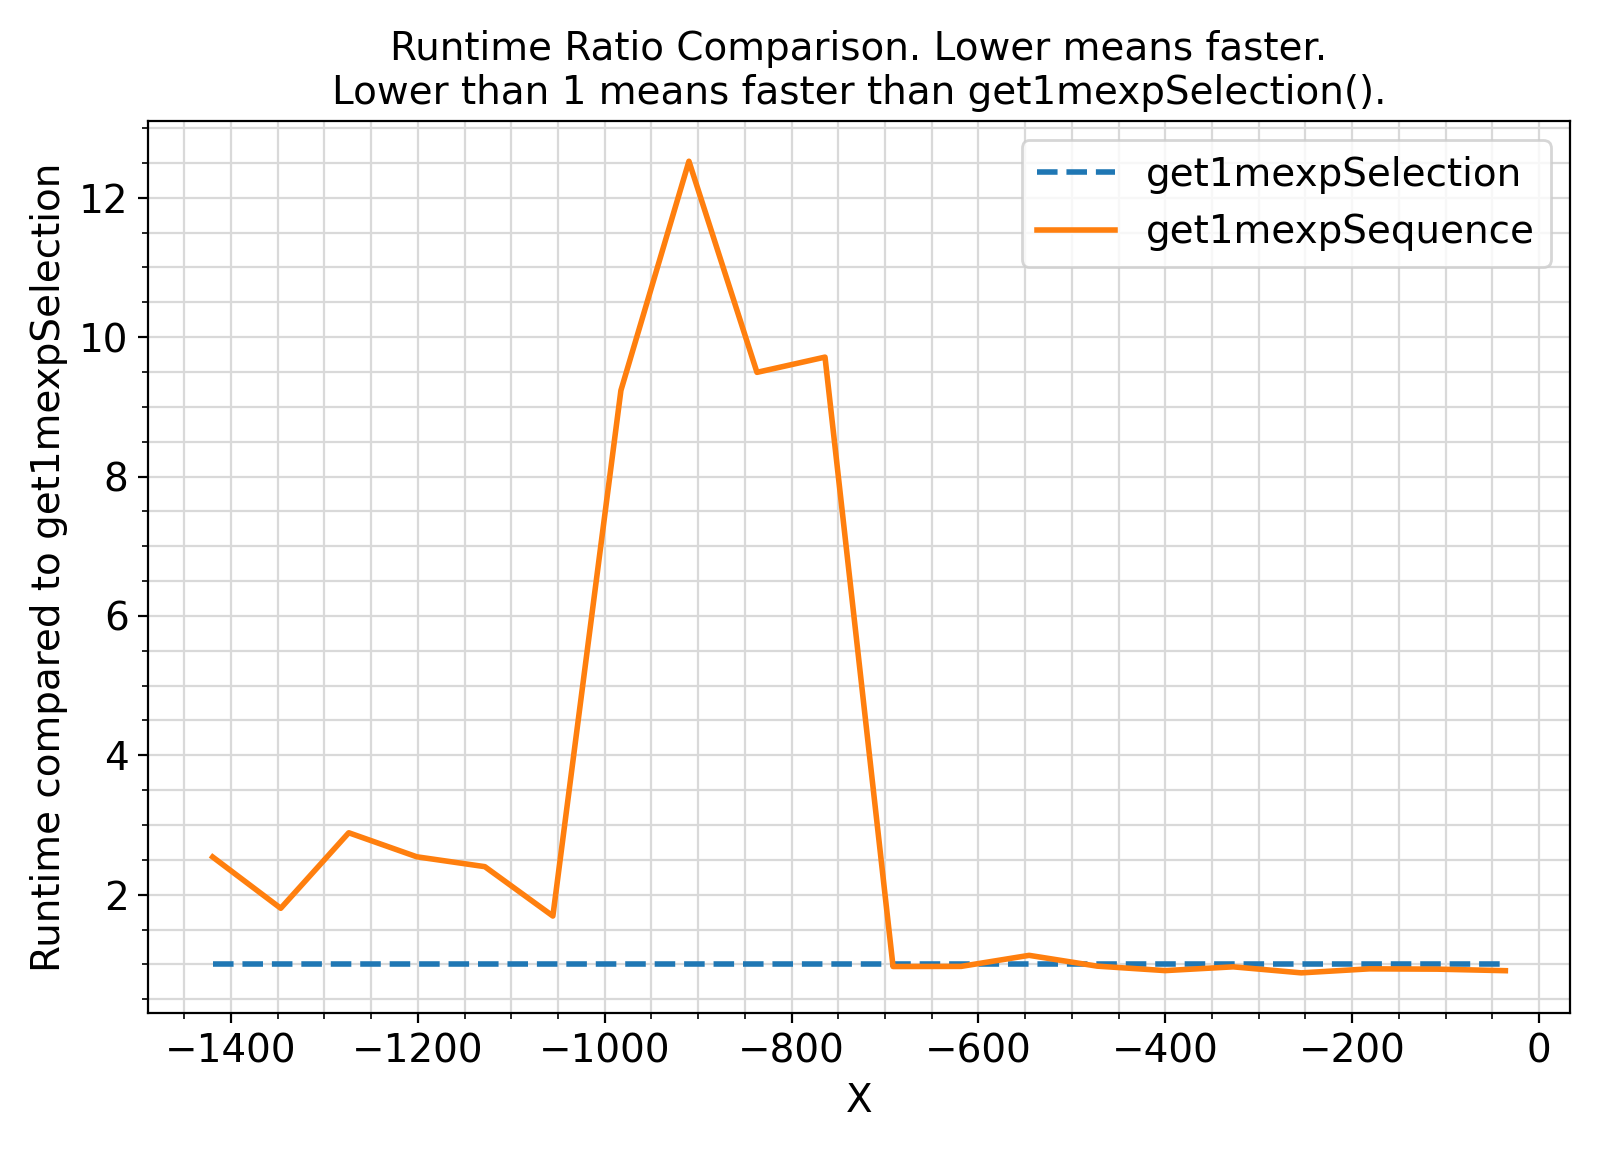 Runtime Ratio Comparison. Lower means faster.
Lower than 1 means faster than get1mexpSelection().
get1mexpSelection
get1mexpSequence
Runtime compared to get1mexpSelection
12
10
8
6
4
2
−1400
−1200
−1000
−800
−600
−400
−200
0
X